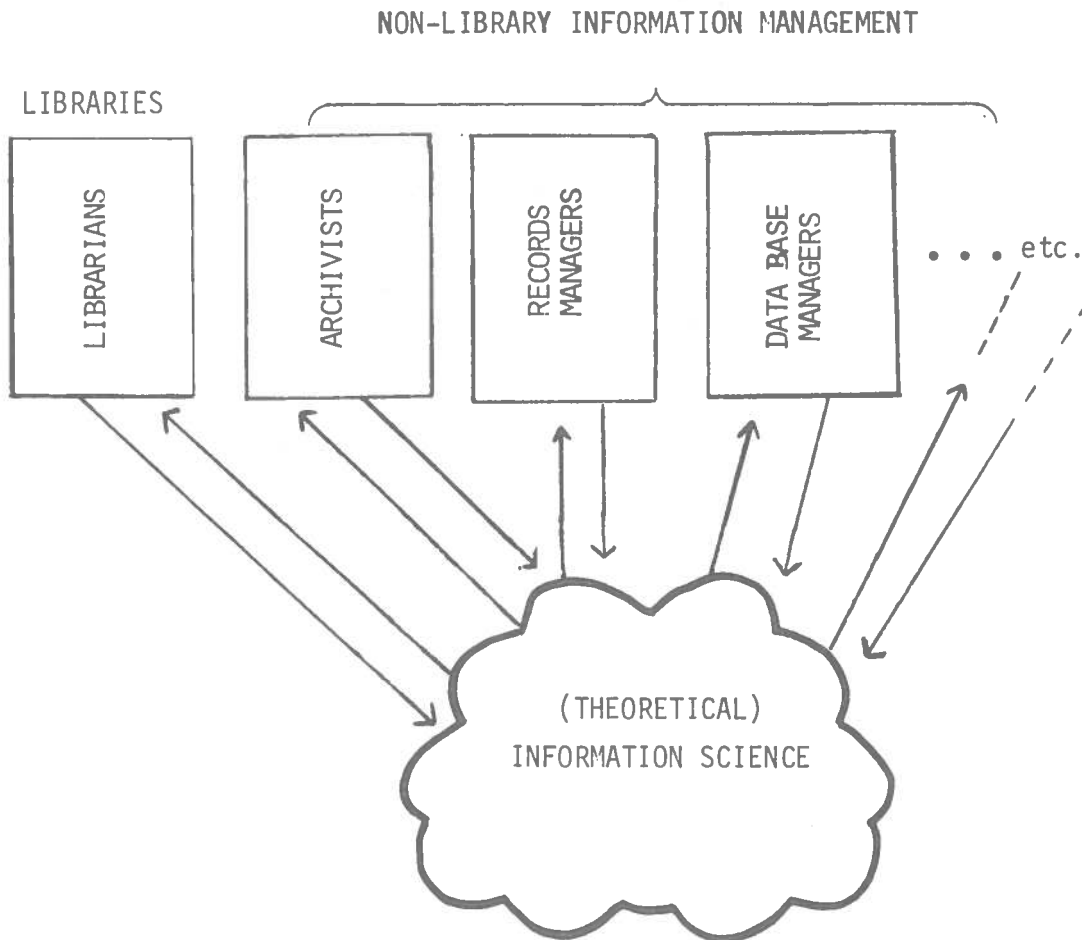 NON-LIBRARY INFORMATION MANAGEMENT
LIBRARIES
LIBRARIANS
ARCHIVISTS
RECORDS
MANAGERS
DATA BASE
MANAGERS
• • • etc.
(THEORETICAL)
INFORMATION SCIENCE